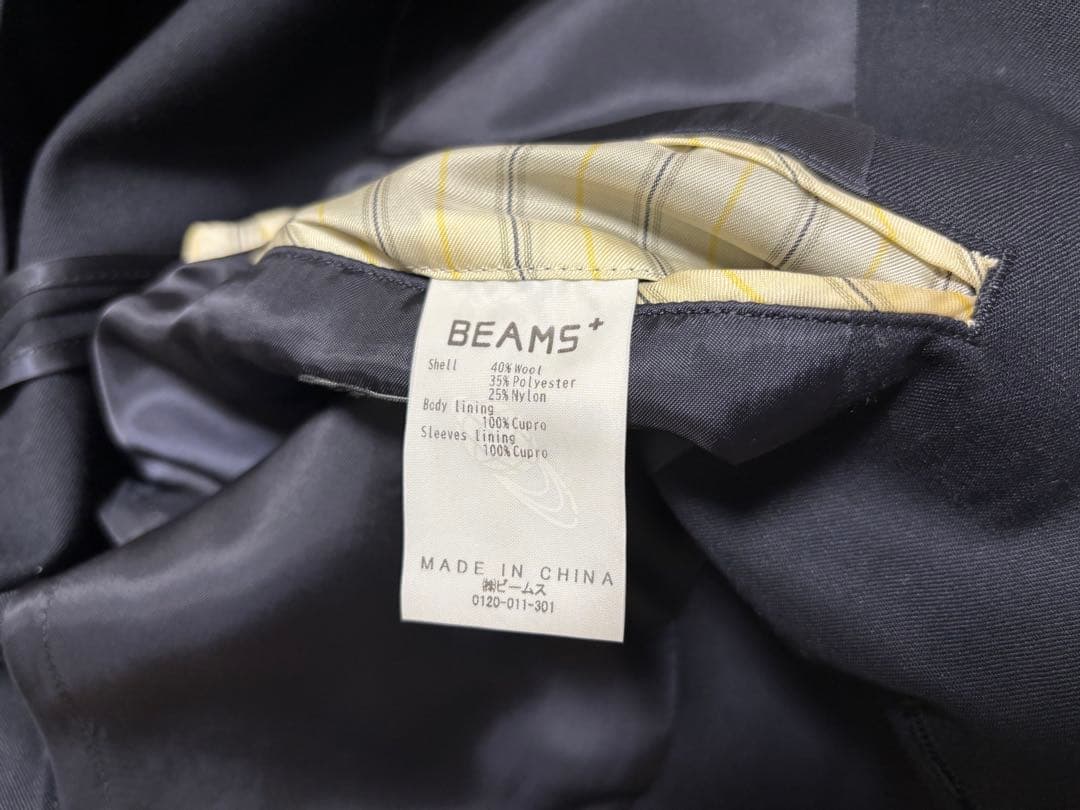 BEAMS+
Shell 40% Wool
35% Polyester
25% Nylon
Body lining
100% Cupro
Sleeves lining
100% Cupro
MADE IN CHINA
㈱ビームス
0120-011-301